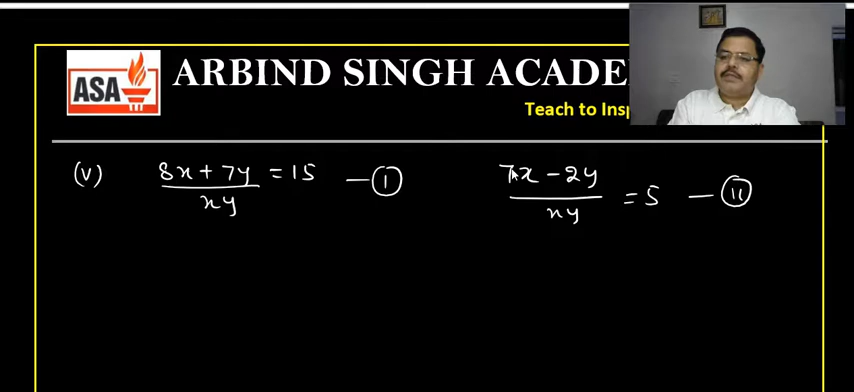 ASA
ARBIND SINGH ACADE
Teach to Insp
(v) 8x + 7y / xy = 15 — (I) 7x - 2y / xy = 5 — (II)